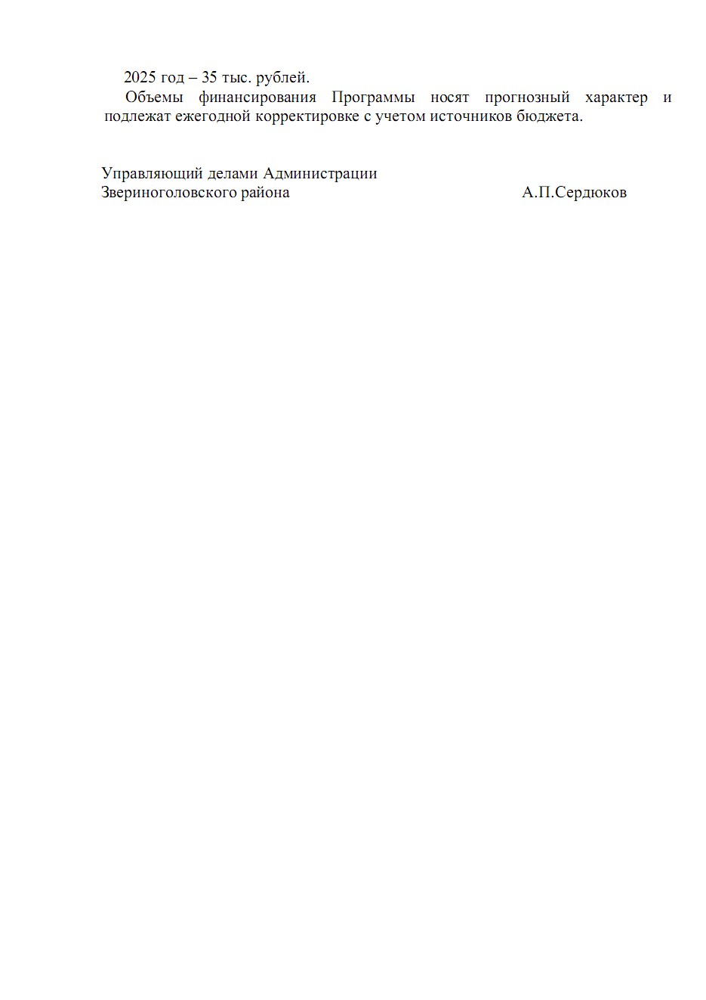 2025 год – 35 тыс. рублей.
Объемы финансирования Программы носят прогнозный характер и
подлежат ежегодной корректировке с учетом источников бюджета.
Управляющий делами Администрации
Звериноголовского района А.П.Сердюков